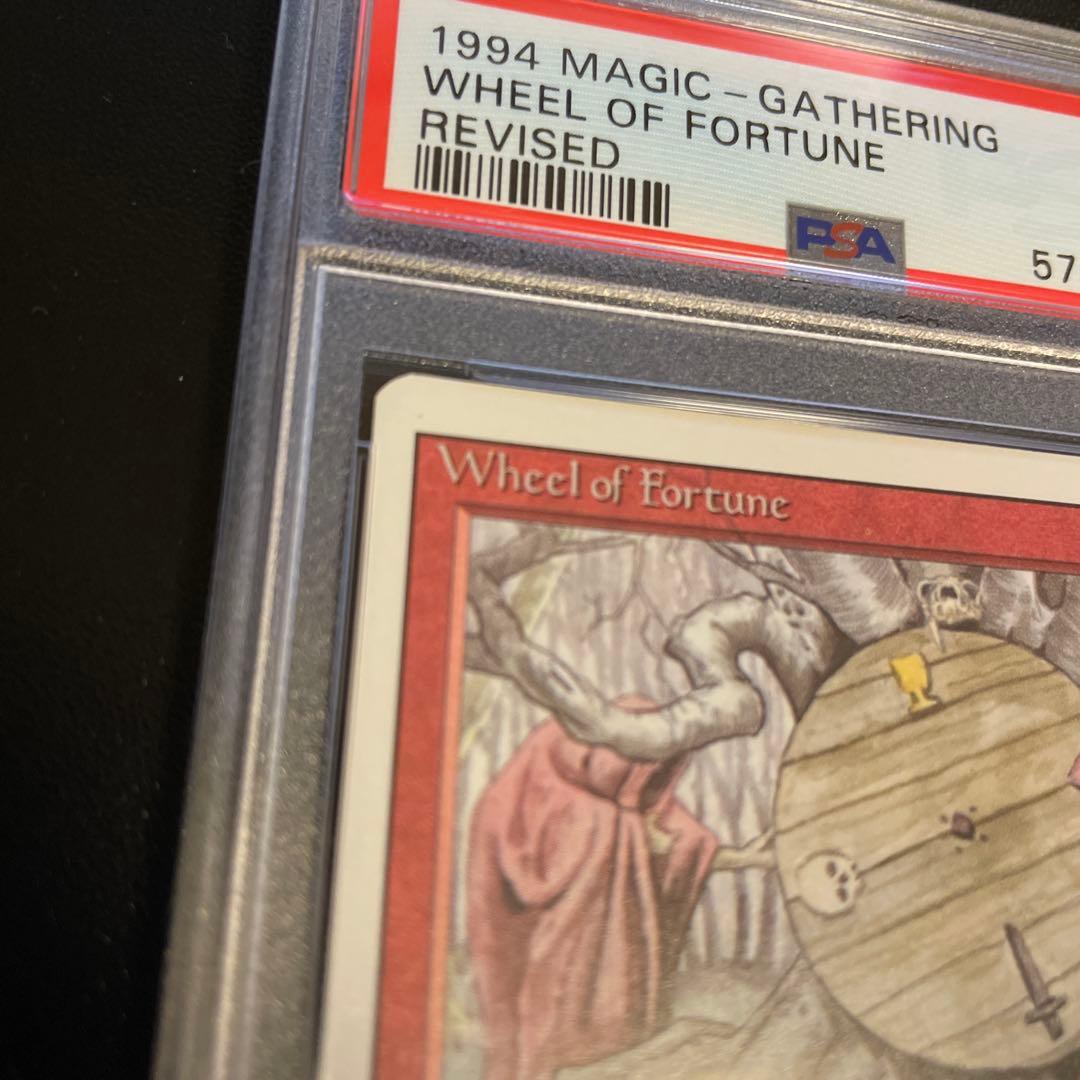 1994 MAGIC – GATHERING
WHEEL OF FORTUNE
REVISED
PSA
57
Wheel of Fortune